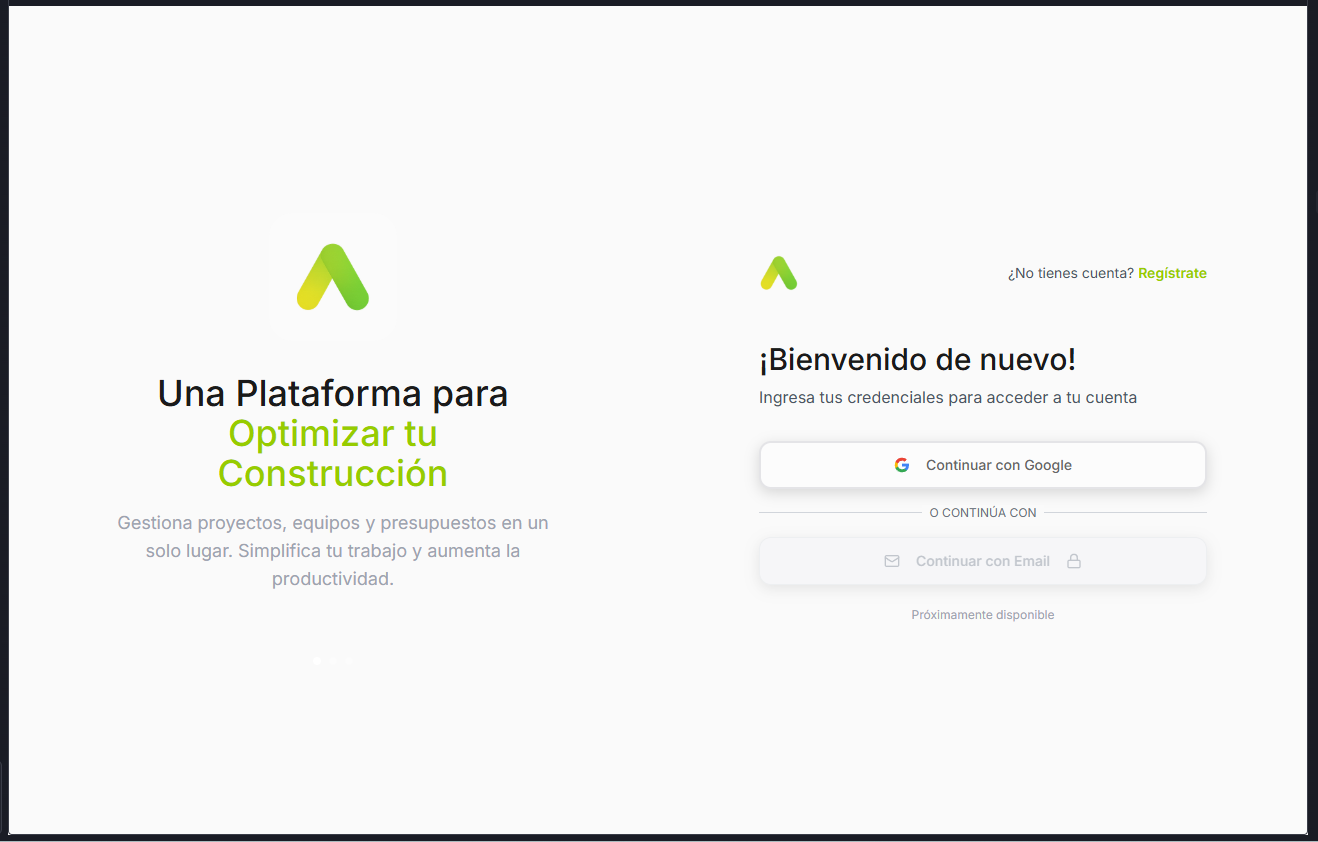 Una Plataforma para
Optimizar tu
Construcción
Gestiona proyectos, equipos y presupuestos en un
solo lugar. Simplifica tu trabajo y aumenta la
productividad.
¿No tienes cuenta? Regístrate
¡Bienvenido de nuevo!
Ingresa tus credenciales para acceder a tu cuenta
Continuar con Google
O CONTINÚA CON
Continuar con Email
Próximamente disponible